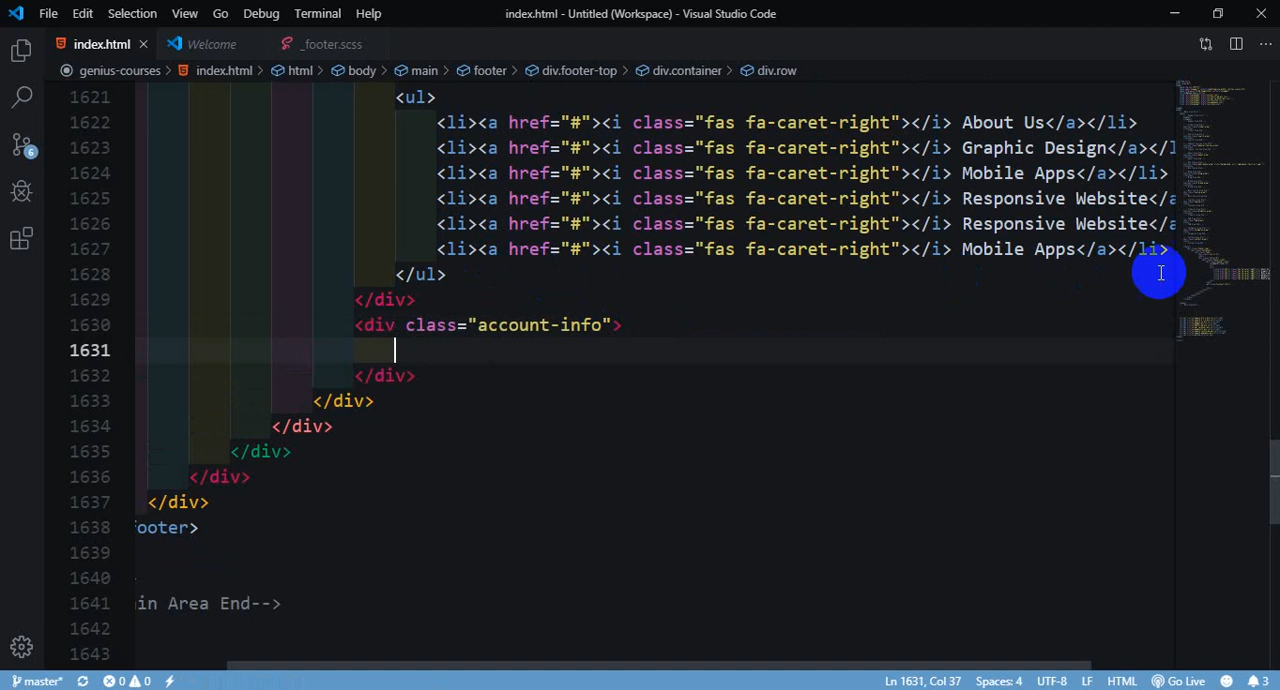 File Edit Selection View Go Debug Terminal Help index.html - Untitled (Workspace) - Visual Studio Code
index.html Welcome _footer.scss
genius-courses > index.html > html > body > main > footer > div.footer-top > div.container > div.row
1621 <ul>
1622 <li><a href="#"><i class="fas fa-caret-right"></i> About Us</a></li>
1623 <li><a href="#"><i class="fas fa-caret-right"></i> Graphic Design</a></l
1624 <li><a href="#"><i class="fas fa-caret-right"></i> Mobile Apps</a></li>
1625 <li><a href="#"><i class="fas fa-caret-right"></i> Responsive Website</a
1626 <li><a href="#"><i class="fas fa-caret-right"></i> Responsive Website</a
1627 <li><a href="#"><i class="fas fa-caret-right"></i> Mobile Apps</a></li>
1628 </ul>
1629 </div>
1630 <div class="account-info">
1631
1632 </div>
1633 </div>
1634 </div>
1635 </div>
1636 </div>
1637 </div>
1638 footer>
1639
1640
1641 in Area End-->
1642
1643
6
master* 0 0 Ln 1631, Col 37 Spaces: 4 UTF-8 LF HTML Go Live 3